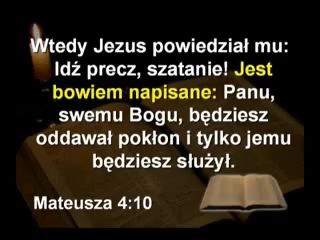 Wtedy Jezus powiedział mu:
Idź precz, szatanie! Jest
bowiem napisane: Panu,
swemu Bogu, będziesz
oddawał pokłon i tylko jemu
będziesz służył.
Mateusza 4:10